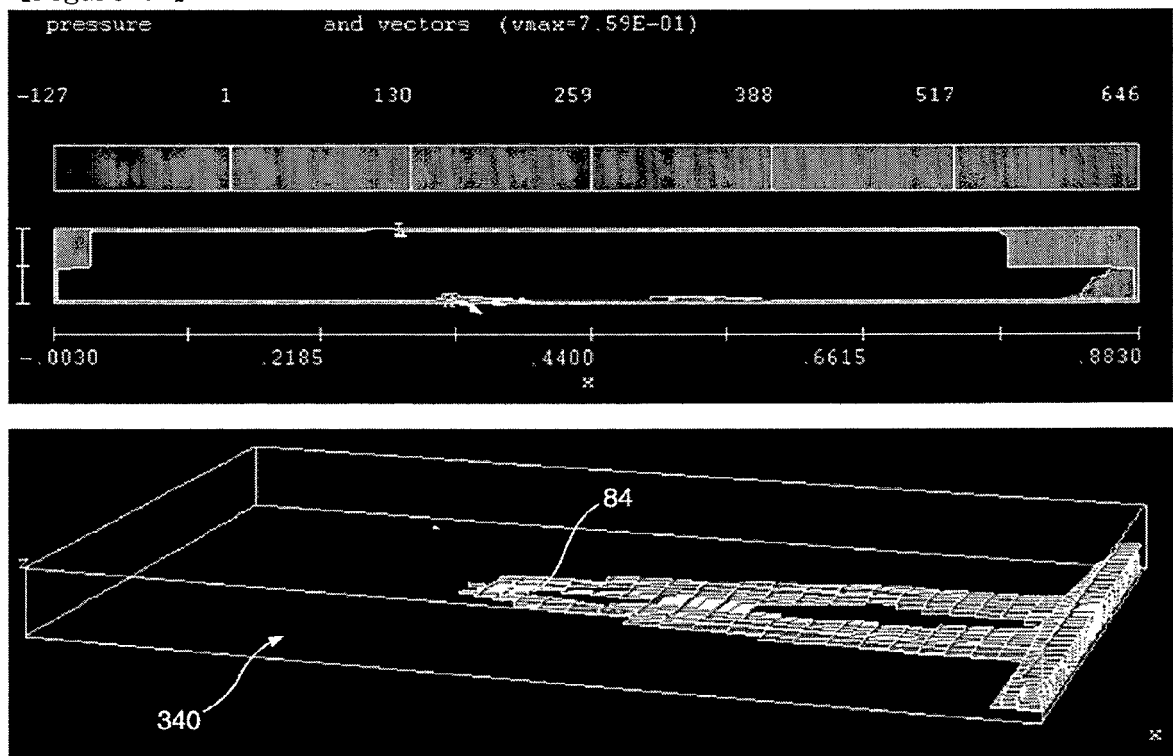 pressure and vectors (vmax=7.59E-01)
-127 1 130 259 388 517 646
-.0030 .2185 .4400 .6615 .8830
x
84
z
340
x